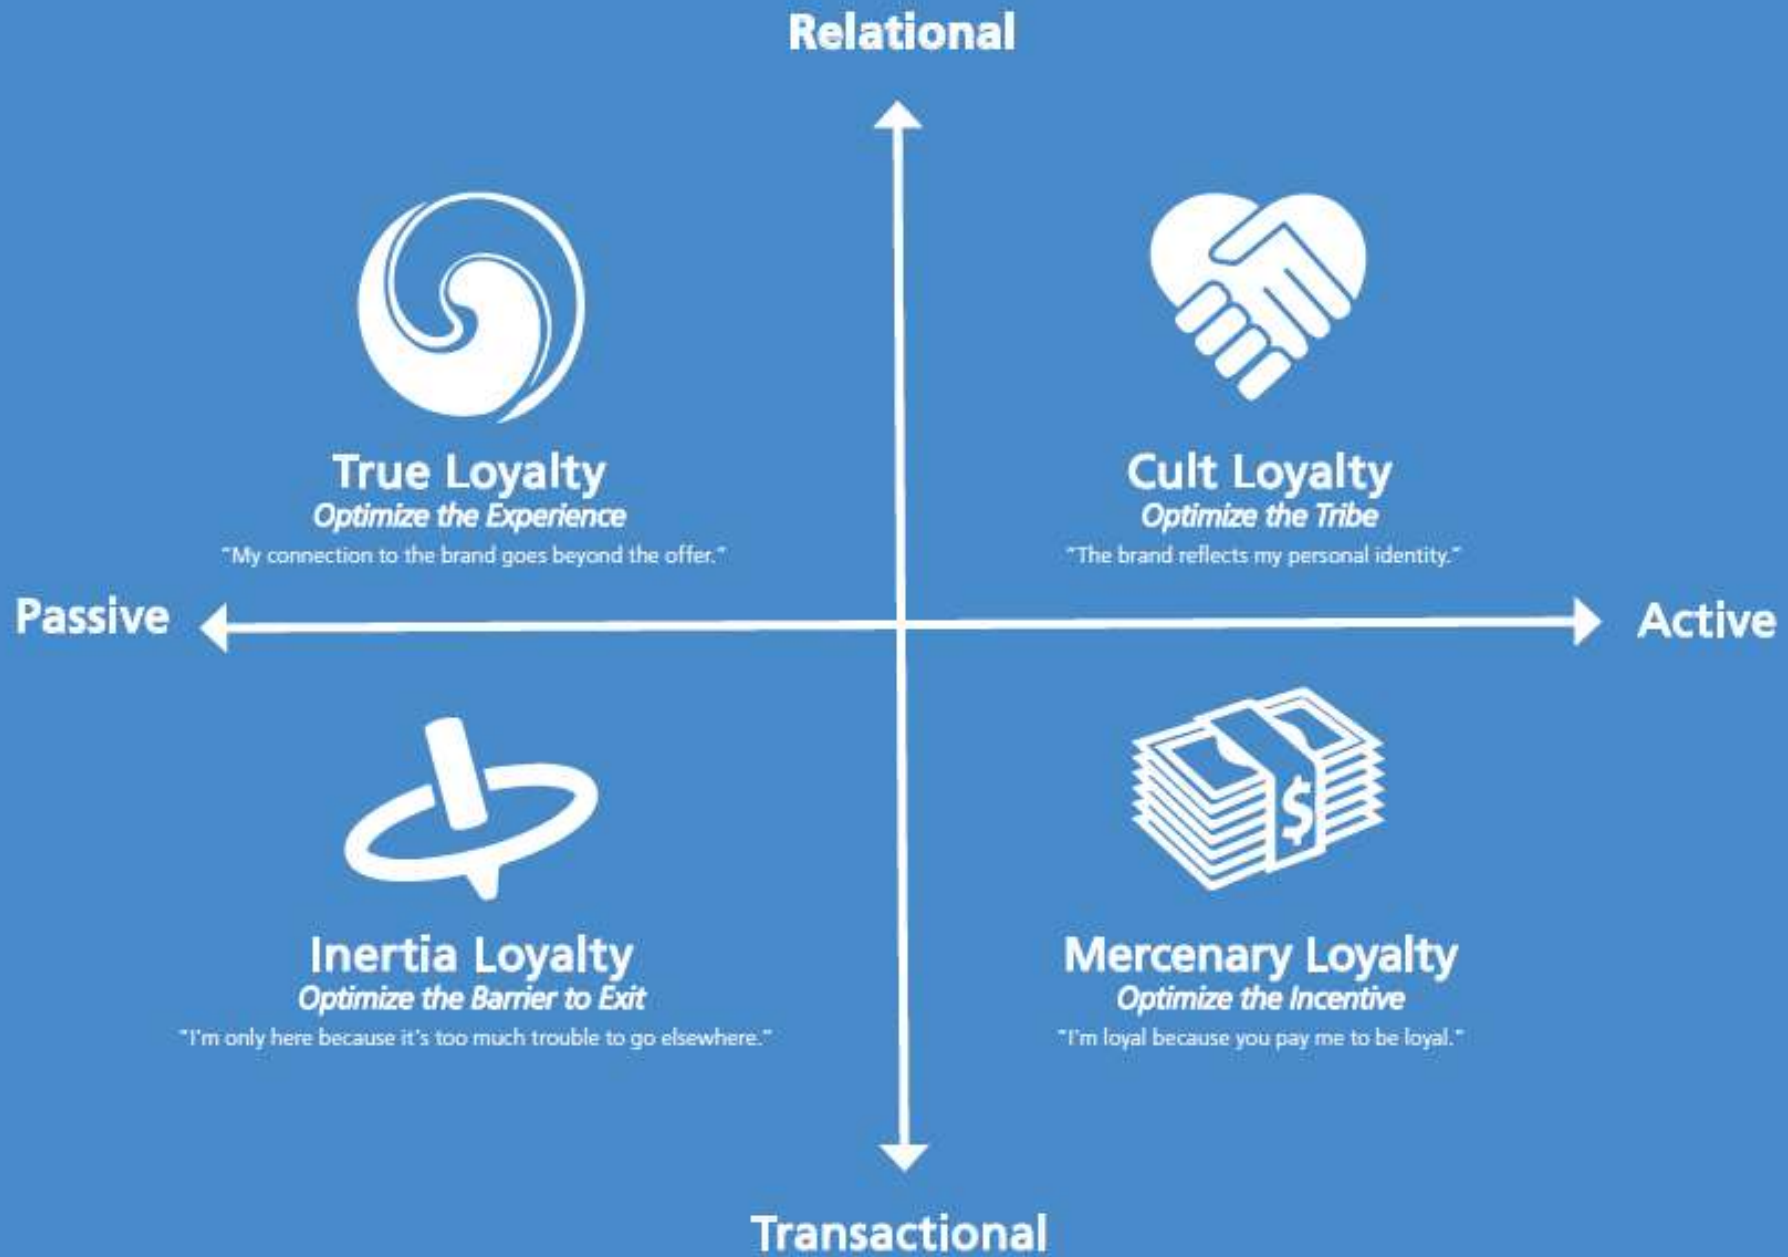 Relational
True Loyalty
Optimize the Experience
"My connection to the brand goes beyond the offer."
Cult Loyalty
Optimize the Tribe
"The brand reflects my personal identity."
Passive
Active
$
Inertia Loyalty
Optimize the Barrier to Exit
"I'm only here because it's too much trouble to go elsewhere."
Mercenary Loyalty
Optimize the Incentive
"I'm loyal because you pay me to be loyal."
Transactional